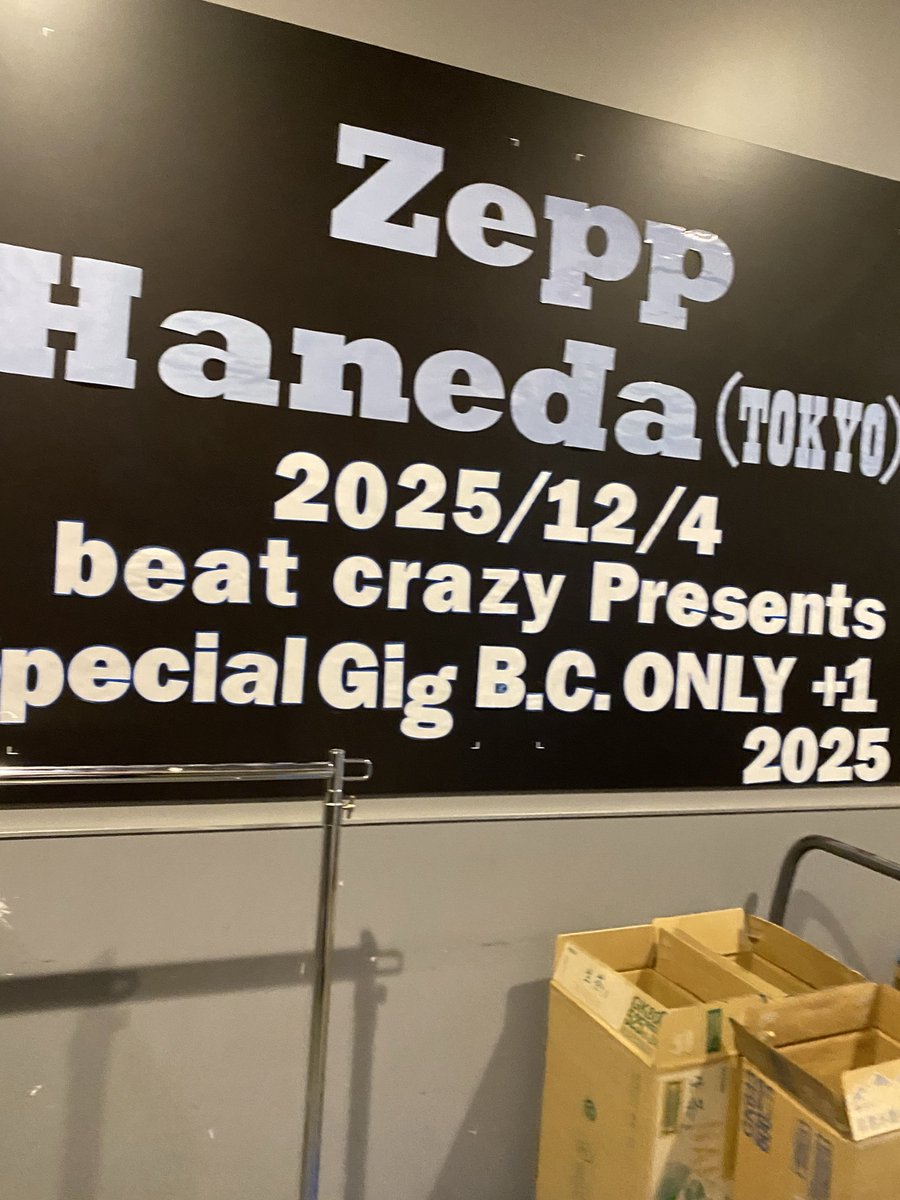 Zepp
Haneda (TOKYO)
2025/12/4
beat crazy Presents
pecial Gig B.C. ONLY +1
2025